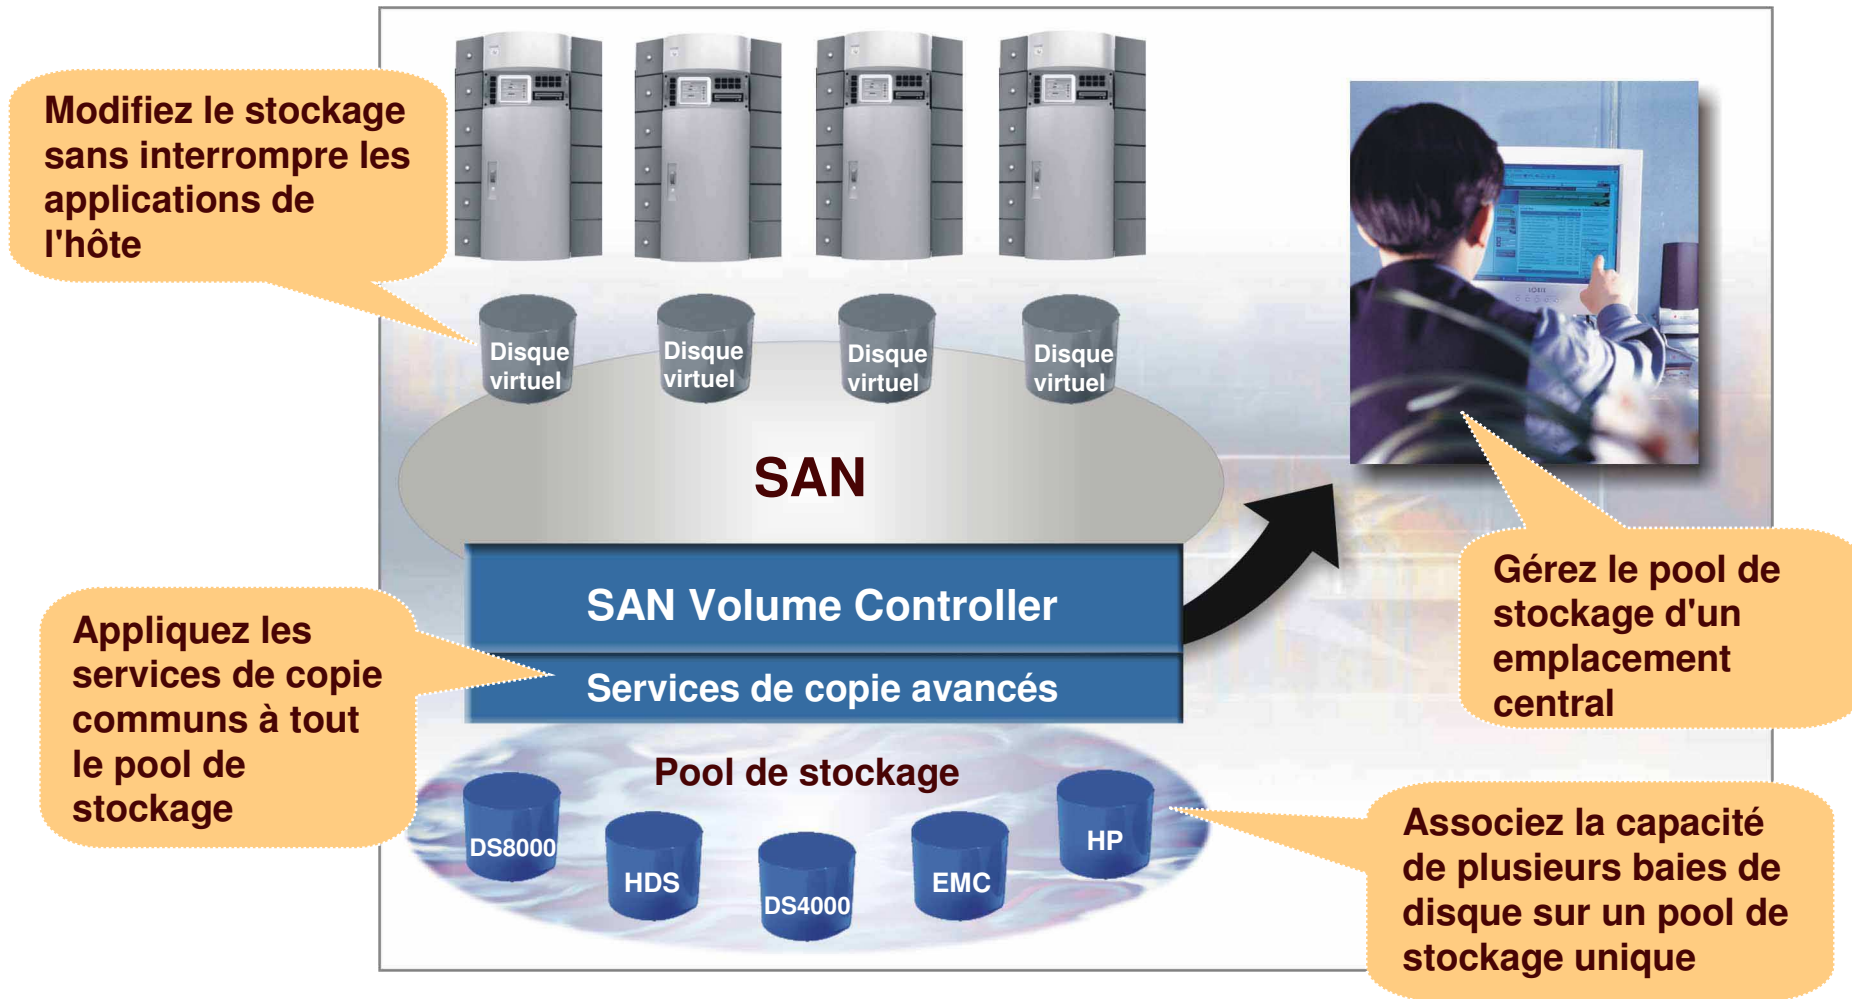 Modifiez le stockage
sans interrompre les
applications de
l'hôte
Disque
virtuel
Disque
virtuel
Disque
virtuel
Disque
virtuel
SAN
SAN Volume Controller
Services de copie avancés
Appliquez les
services de copie
communs à tout
le pool de
stockage
Gérez le pool de
stockage d'un
emplacement
central
Pool de stockage
DS8000
HDS
DS4000
EMC
HP
Associez la capacité
de plusieurs baies de
disque sur un pool de
stockage unique